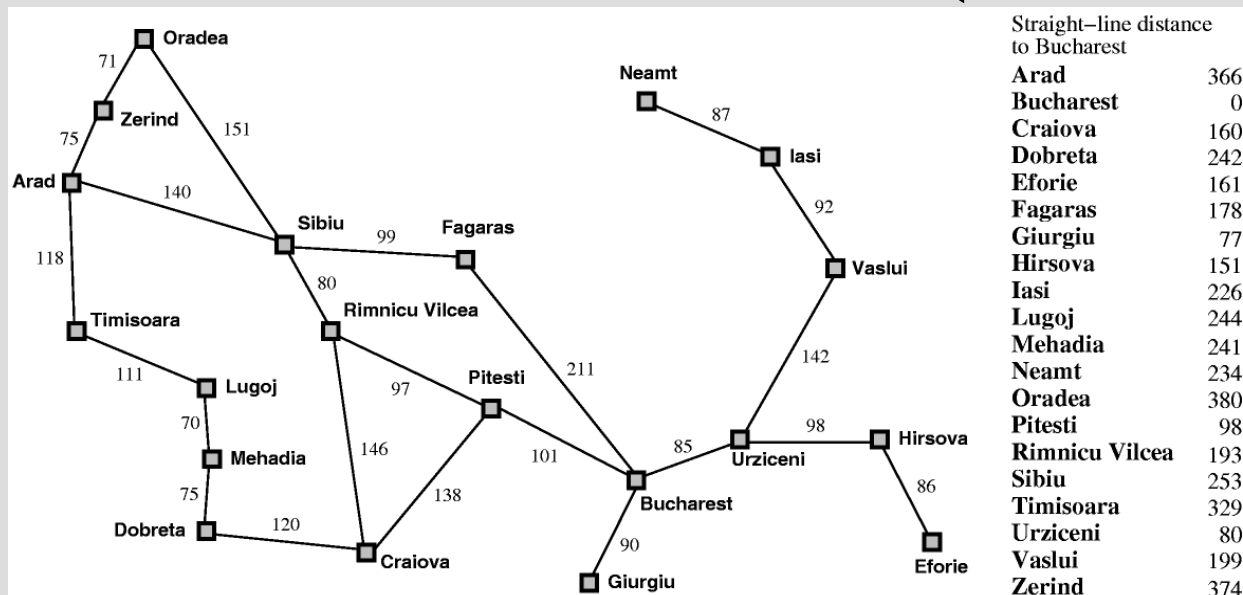 Oradea
71
Neamt
Zerind
87
151
75
Iasi
Arad
140
92
Sibiu
Fagaras
99
118
Vaslui
80
Timisoara
Rimnicu Vilcea
142
111
211
Lugoj
Pitesti
97
70
98
Hirsova
146
85
Mehadia
101
Urziceni
86
75
138
Bucharest
Dobreta
120
90
Craiova
Eforie
Giurgiu
Straight–line distance
to Bucharest
Arad 366
Bucharest 0
Craiova 160
Dobreta 242
Eforie 161
Fagaras 178
Giurgiu 77
Hirsova 151
Iasi 226
Lugoj 244
Mehadia 241
Neamt 234
Oradea 380
Pitesti 98
Rimnicu Vilcea 193
Sibiu 253
Timisoara 329
Urziceni 80
Vaslui 199
Zerind 374